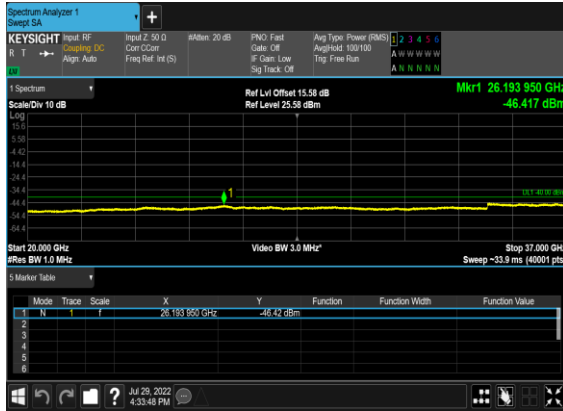 Spectrum Analyzer 1
Swept SA
+
KEYSIGHT Input: RF Input Z: 50 Ω #Atten: 20 dB PNO: Fast Avg Type: Power (RMS) 1 2 3 4 5 6
R T Coupling: DC Corr CCorr Gate: Off Avg|Hold: 100/100 A W W W W W
Align: Auto Freq Ref: Int (S) IF Gain: Low Trig: Free Run
LU Sig Track: Off A N N N N N
1 Spectrum Ref Lvl Offset 15.58 dB Mkr1 26.193 950 GHz
Scale/Div 10 dB Ref Level 25.58 dBm -46.417 dBm
Log
15.6
5.58
-4.42
-14.4
-24.4
-34.4 1
DL1 -40.00 dBm
-44.4
-54.4
-64.4
Start 20.000 GHz Video BW 3.0 MHz* Stop 37.000 GHz
#Res BW 1.0 MHz Sweep ~33.9 ms (40001 pts)
5 Marker Table
Mode Trace Scale X Y Function Function Width Function Value
1 N 1 f 26.193 950 GHz -46.42 dBm
2
3
4
5
6
? Jul 29, 2022
4:33:48 PM